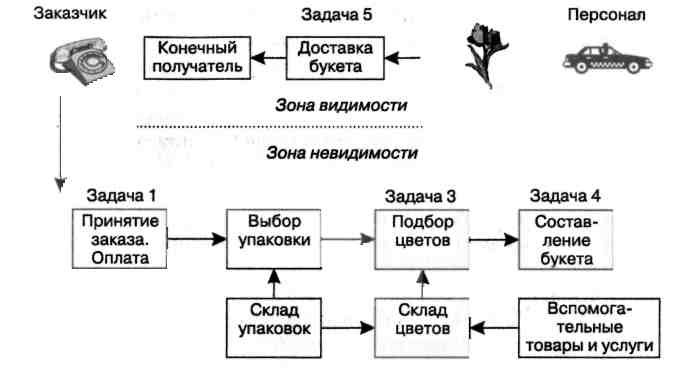 Заказчик
Задача 5
Персонал
Конечный
получатель
Доставка
букета
Зона видимости
Зона невидимости
Задача 1
Задача 3
Задача 4
Принятие
заказа.
Оплата
Выбор
упаковки
Подбор
цветов
Состав-
ление
букета
Склад
упаковок
Склад
цветов
Вспомога-
тельные
товары и услуги